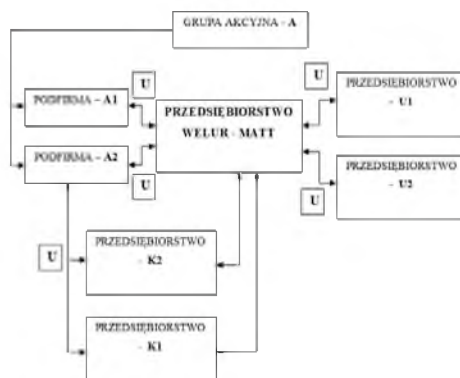 GRUPA AKCYJNA - A
U
U
PODFIRMA - A1
PRZEDSIĘBIORSTWO
WELUR - MATT
PRZEDSIĘBIORSTWO
- U1
PODFIRMA - A2
U
PRZEDSIĘBIORSTWO
- U2
U
U
PRZEDSIĘBIORSTWO
- K2
PRZEDSIĘBIORSTWO
- K1